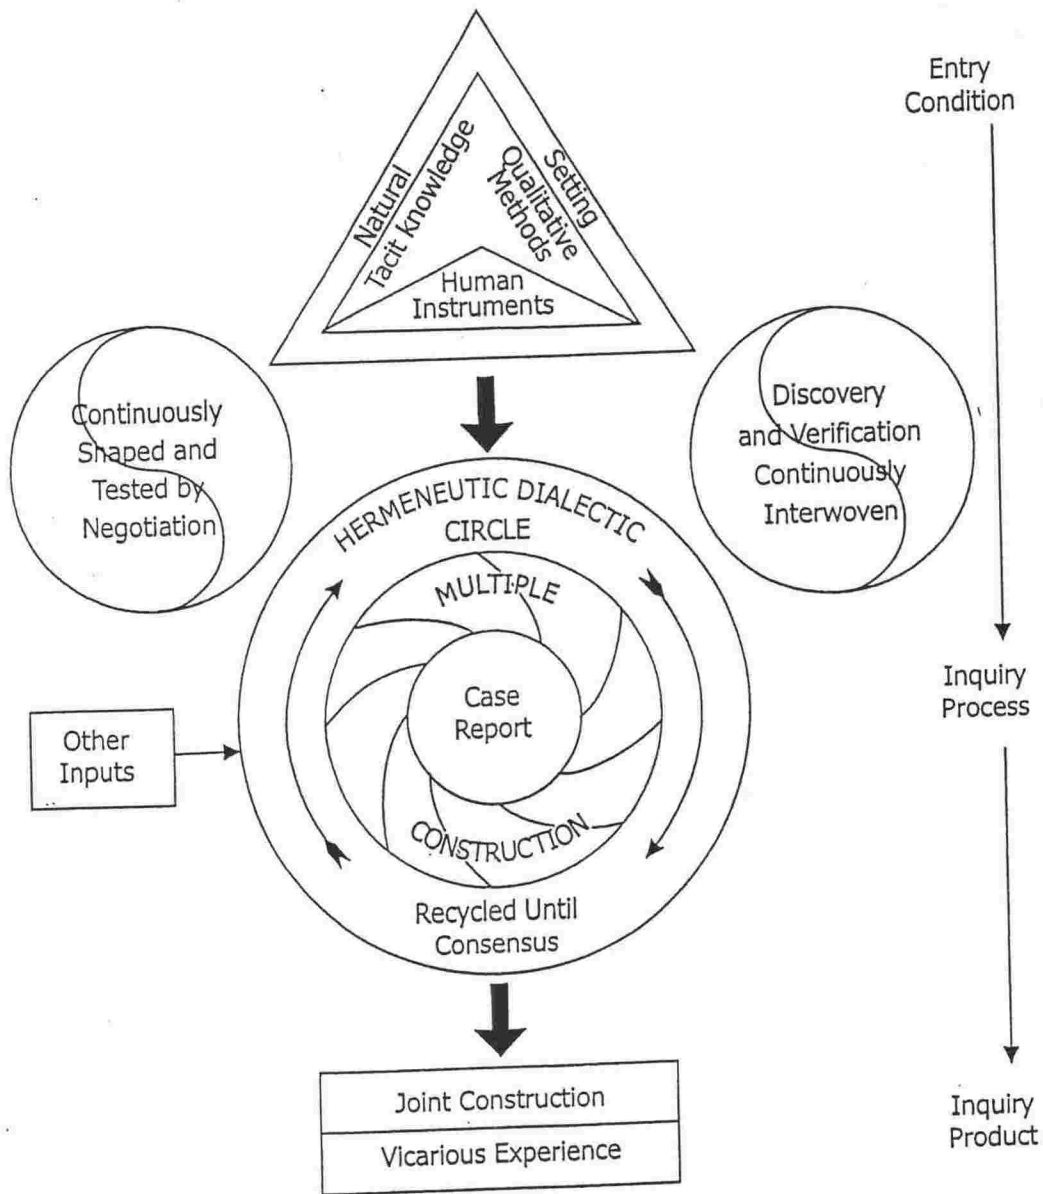 Entry
Condition
Natural
Setting
Tacit knowledge
Qualitative
Methods
Human
Instruments
Continuously
Shaped and
Tested by
Negotiation
Discovery
and Verification
Continuously
Interwoven
HERMENEUTIC DIALECTIC
CIRCLE
MULTIPLE
Case
Report
CONSTRUCTION
Recycled Until
Consensus
Other
Inputs
Inquiry
Process
Joint Construction
Vicarious Experience
Inquiry
Product